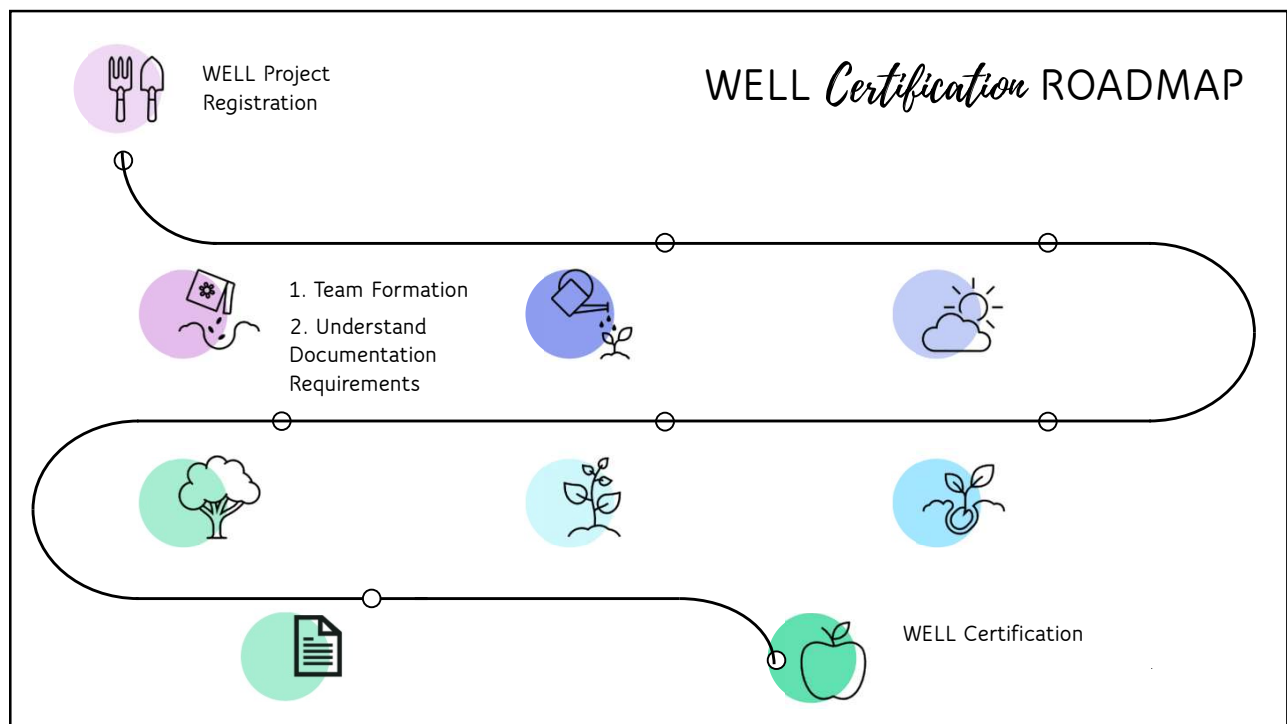 WELL Project
Registration
WELL Certification ROADMAP
1. Team Formation
2. Understand
Documentation
Requirements
WELL Certification